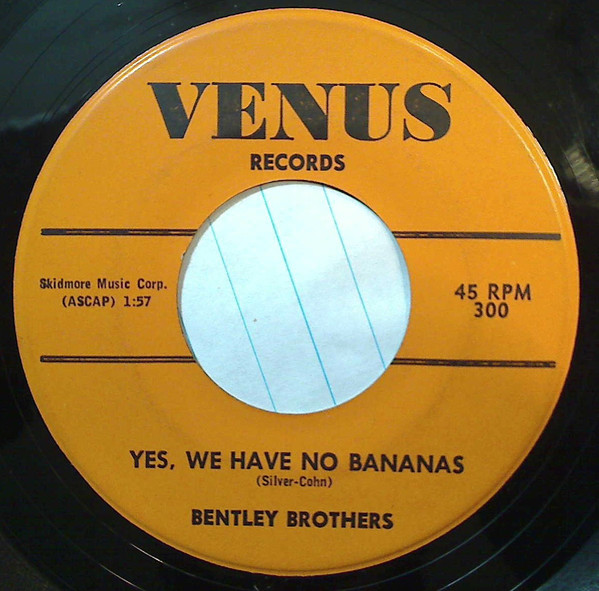 VENUS
RECORDS
Skidmore Music Corp.
(ASCAP) 1:57
45 RPM
300
YES, WE HAVE NO BANANAS
(Silver-Cohn)
BENTLEY BROTHERS